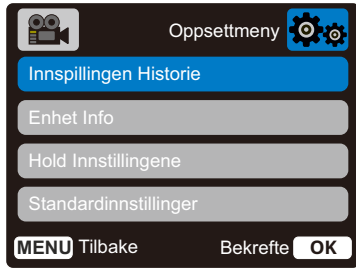 Oppsettmeny
Innspillingen Historie
Enhet Info
Hold Innstillingene
Standardinnstillinger
MENU Tilbake Bekrefte OK